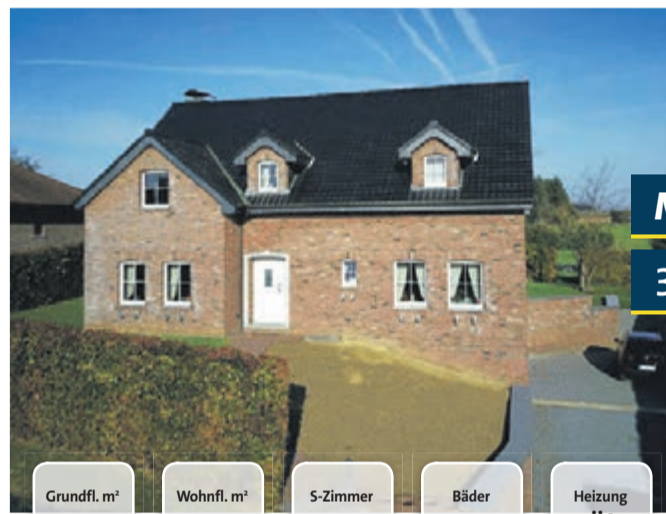 Grundfl. m²
Wohnfl. m²
S-Zimmer
Bäder
Heizung